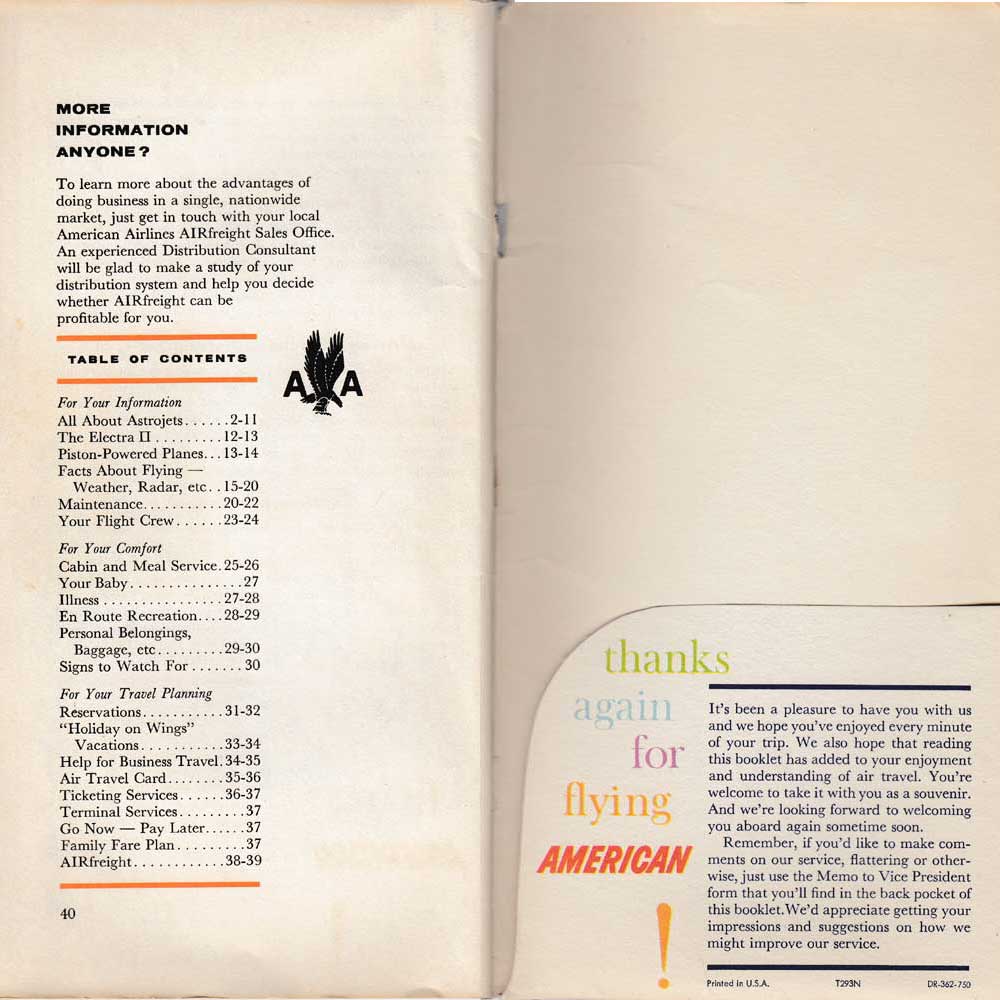 MORE
INFORMATION
ANYONE?
To learn more about the advantages of
doing business in a single, nationwide
market, just get in touch with your local
American Airlines AIRfreight Sales Office.
An experienced Distribution Consultant
will be glad to make a study of your
distribution system and help you decide
whether AIRfreight can be
profitable for you.
TABLE OF CONTENTS
A A
For Your Information
All About Astrojets......2-11
The Electra II.........12-13
Piston-Powered Planes...13-14
Facts About Flying —
Weather, Radar, etc..15-20
Maintenance...........20-22
Your Flight Crew......23-24
For Your Comfort
Cabin and Meal Service.25-26
Your Baby...............27
Illness................27-28
En Route Recreation....28-29
Personal Belongings,
Baggage, etc.........29-30
Signs to Watch For.......30
For Your Travel Planning
Reservations...........31-32
"Holiday on Wings"
Vacations...........33-34
Help for Business Travel.34-35
Air Travel Card........35-36
Ticketing Services......36-37
Terminal Services.........37
Go Now — Pay Later......37
Family Fare Plan.........37
AIRfreight............38-39
40
thanks
again
for
flying
AMERICAN
!
It's been a pleasure to have you with us
and we hope you've enjoyed every minute
of your trip. We also hope that reading
this booklet has added to your enjoyment
and understanding of air travel. You're
welcome to take it with you as a souvenir.
And we're looking forward to welcoming
you aboard again sometime soon.
Remember, if you'd like to make com-
ments on our service, flattering or other-
wise, just use the Memo to Vice President
form that you'll find in the back pocket of
this booklet.We'd appreciate getting your
impressions and suggestions on how we
might improve our service.
Printed in U.S.A. T293N DR-362-750